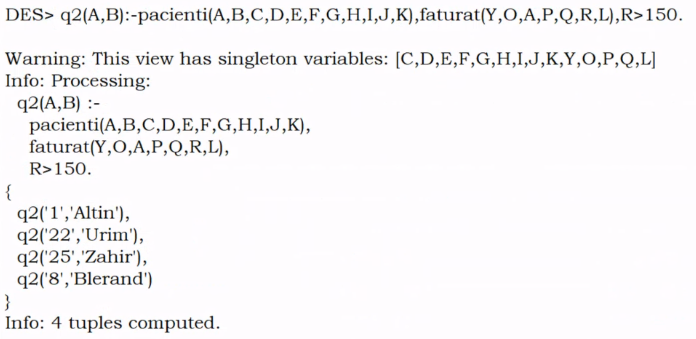 DES> q2(A,B):-pacienti(A,B,C,D,E,F,G,H,I,J,K),faturat(Y,O,A,P,Q,R,L),R>150.
Warning: This view has singleton variables: [C,D,E,F,G,H,I,J,K,Y,O,P,Q,L]
Info: Processing:
q2(A,B) :-
pacienti(A,B,C,D,E,F,G,H,I,J,K),
faturat(Y,O,A,P,Q,R,L),
R>150.
{
q2('1','Altin'),
q2('22','Urim'),
q2('25','Zahir'),
q2('8','Blerand')
}
Info: 4 tuples computed.